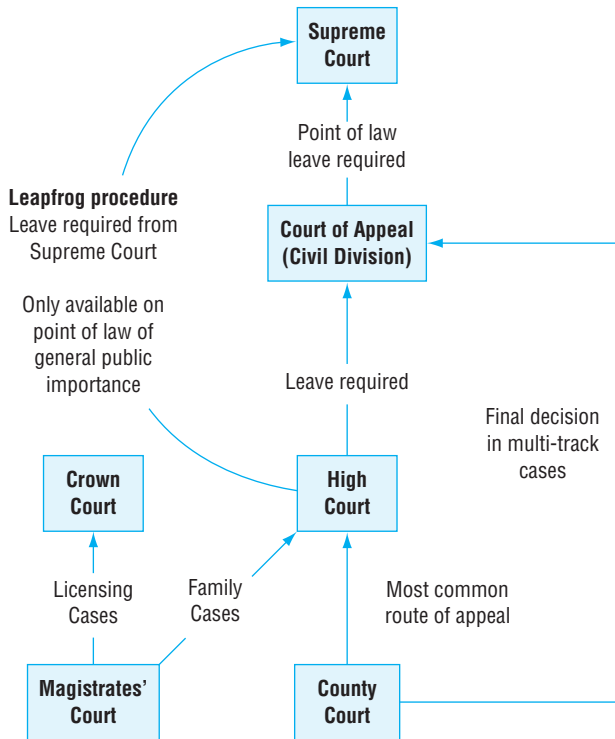 Supreme
Court
Point of law
leave required
Leapfrog procedure
Leave required from
Supreme Court
Court of Appeal
(Civil Division)
Only available on
point of law of
general public
importance
Leave required
Final decision
in multi-track
cases
Crown
Court
High
Court
Licensing
Cases
Family
Cases
Most common
route of appeal
Magistrates’
Court
County
Court